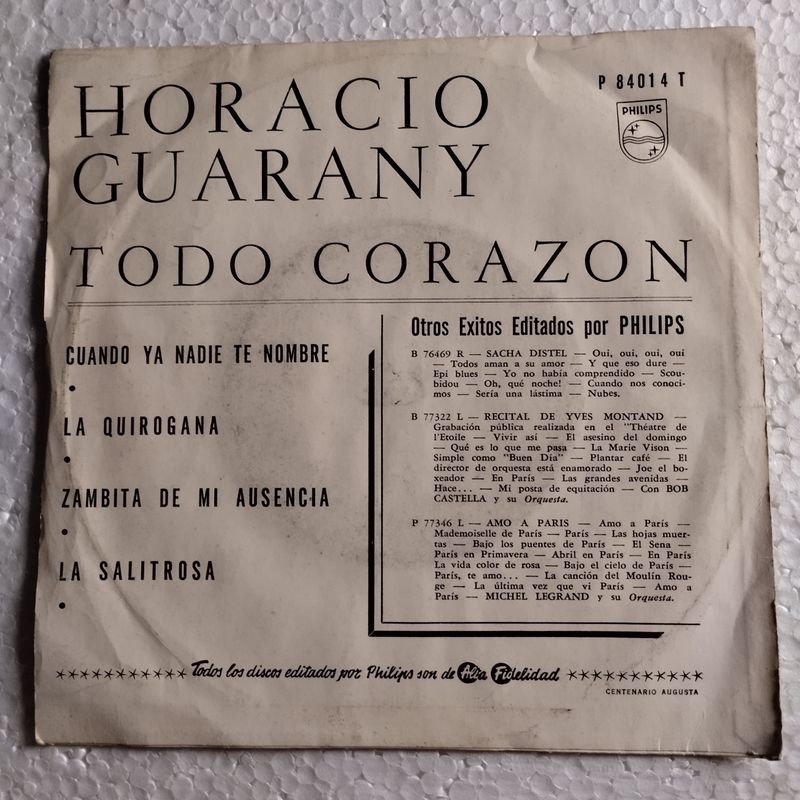 P 84014 T
PHILIPS
HORACIO
GUARANY
TODO CORAZON
CUANDO YA NADIE TE NOMBRE
LA QUIROGANA
ZAMBITA DE MI AUSENCIA
LA SALITROSA
Otros Exitos Editados por PHILIPS
B 76469 R — SACHA DISTEL — Oui, oui, oui, oui
— Todos aman a su amor — Y que eso dure —
Epi blues — Yo no había comprendido — Scou-
bidou — Oh, qué noche! — Cuando nos conoci-
mos — Sería una lástima — Nubes.
B 77322 L — RECITAL DE YVES MONTAND —
Grabación pública realizada en el "Théatre de
l'Etoile — Vivir así — El asesino del domingo
— Qué es lo que me pasa — La Marie Vison —
Simple como "Buen Día" — Plantar café — El
director de orquesta está enamorado — Joe el bo-
xeador — En París — Las grandes avenidas —
Hace... — Mi posta de equitación — Con BOB
CASTELLA y su Orquesta.
P 77346 L — AMO A PARIS — Amo a París —
Mademoiselle de París — París — Las hojas muer-
tas — Bajo los puentes de París — El Sena —
París en Primavera — Abril en París — En París
La vida color de rosa — Bajo el cielo de París —
París, te amo... — La canción del Moulin Rou-
ge — La última vez que vi París — Amo a
París — MICHEL LEGRAND y su Orquesta.
Todos los discos editados por Philips son de Alta Fidelidad
CENTENARIO AUGUSTA